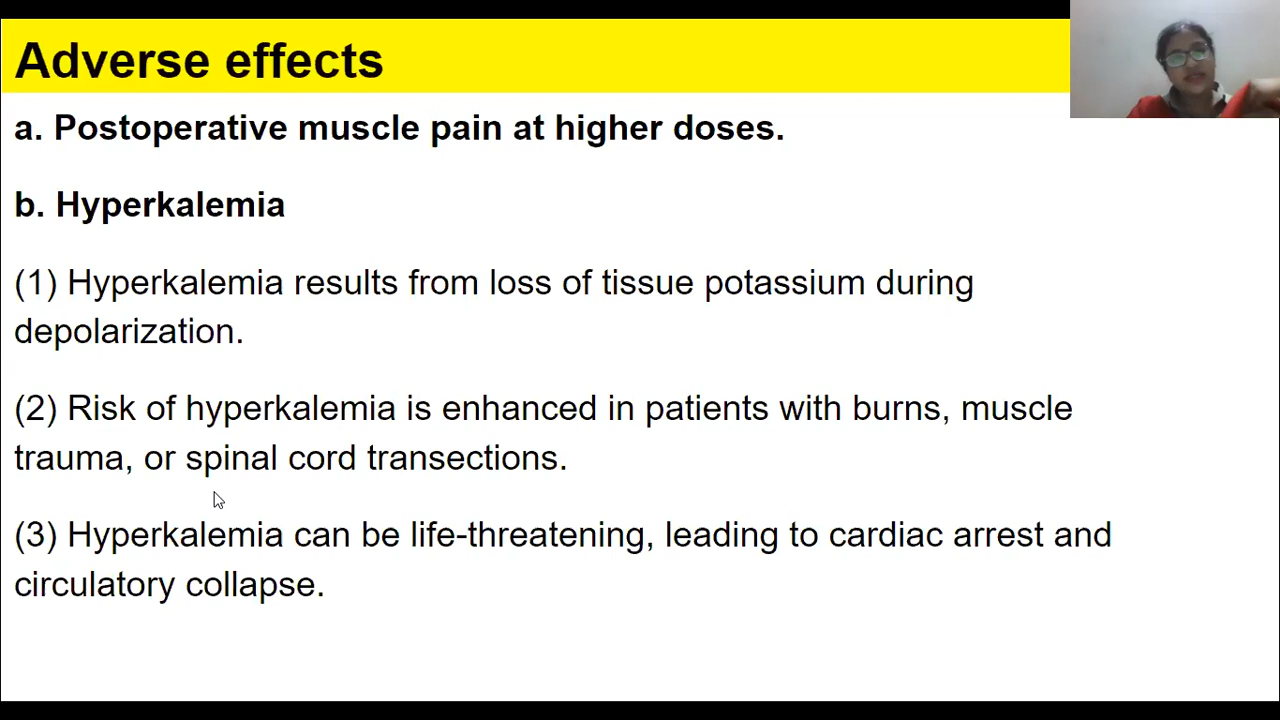 Adverse effects
a. Postoperative muscle pain at higher doses.
b. Hyperkalemia
(1) Hyperkalemia results from loss of tissue potassium during
depolarization.
(2) Risk of hyperkalemia is enhanced in patients with burns, muscle
trauma, or spinal cord transections.
(3) Hyperkalemia can be life-threatening, leading to cardiac arrest and
circulatory collapse.